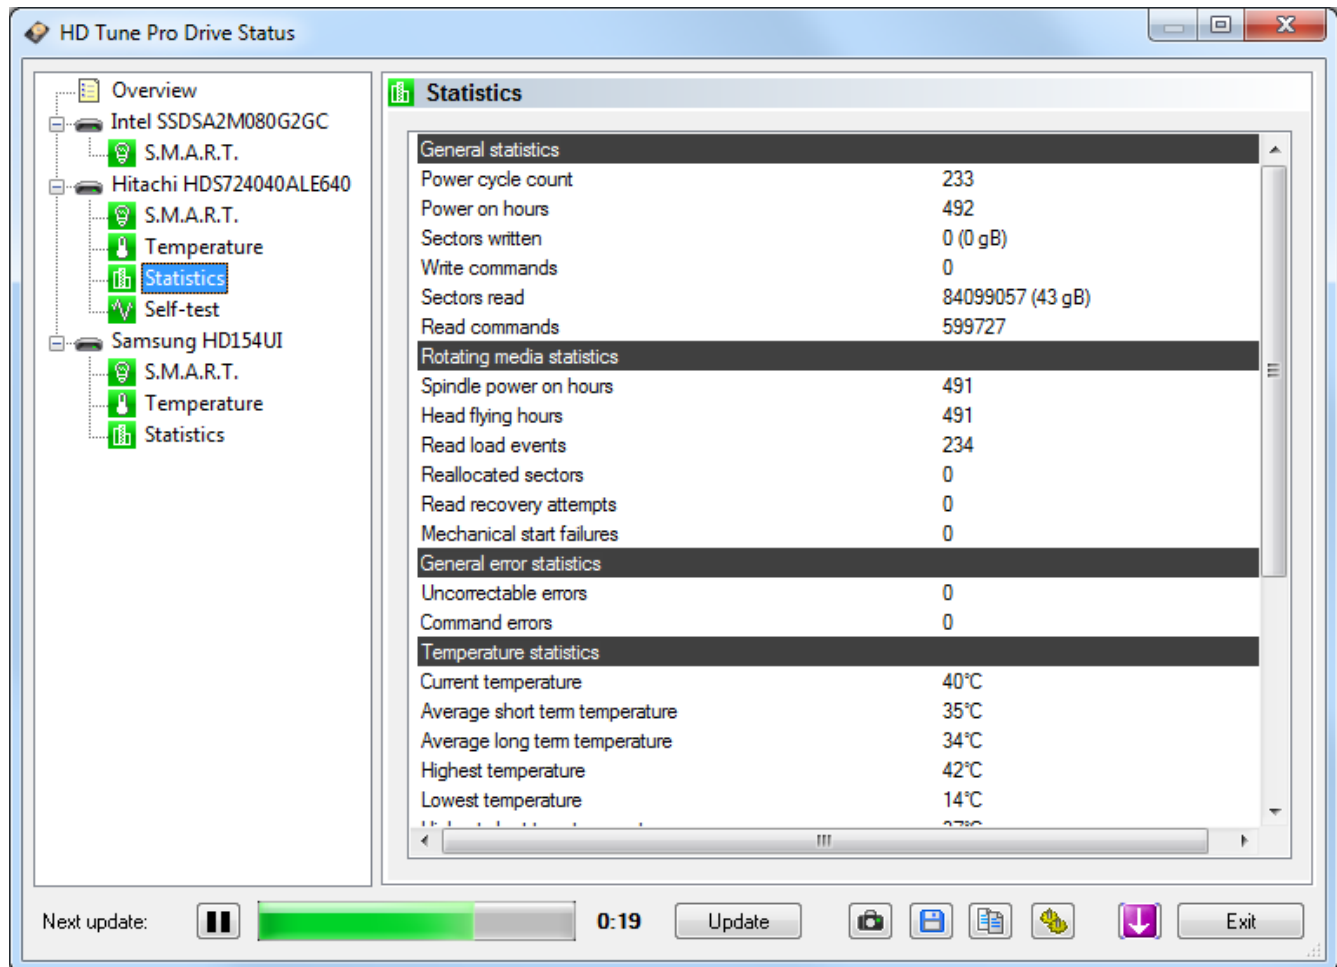 HD Tune Pro Drive Status
Overview
Intel SSDSA2M080G2GC
S.M.A.R.T.
Hitachi HDS724040ALE640
S.M.A.R.T.
Temperature
Statistics
Self-test
Samsung HD154UI
S.M.A.R.T.
Temperature
Statistics
Statistics
General statistics
Power cycle count 233
Power on hours 492
Sectors written 0 (0 gB)
Write commands 0
Sectors read 84099057 (43 gB)
Read commands 599727
Rotating media statistics
Spindle power on hours 491
Head flying hours 491
Read load events 234
Reallocated sectors 0
Read recovery attempts 0
Mechanical start failures 0
General error statistics
Uncorrectable errors 0
Command errors 0
Temperature statistics
Current temperature 40°C
Average short term temperature 35°C
Average long term temperature 34°C
Highest temperature 42°C
Lowest temperature 14°C
Next update: 0:19 Update Exit